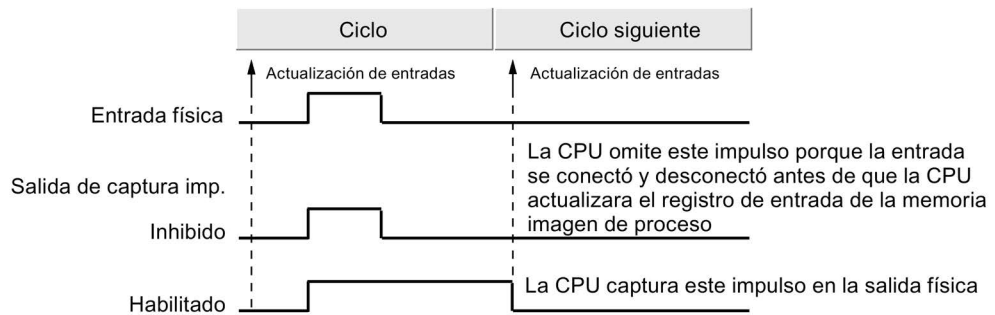 Ciclo
Ciclo siguiente
Actualización de entradas
Actualización de entradas
Entrada física
La CPU omite este impulso porque la entrada
se conectó y desconectó antes de que la CPU
actualizara el registro de entrada de la memoria
imagen de proceso
Salida de captura imp.
Inhibido
La CPU captura este impulso en la salida física
Habilitado